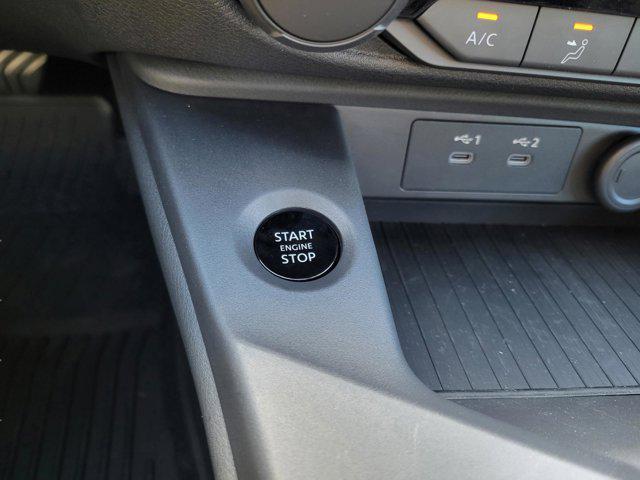 A/C
1
2
START
ENGINE
STOP